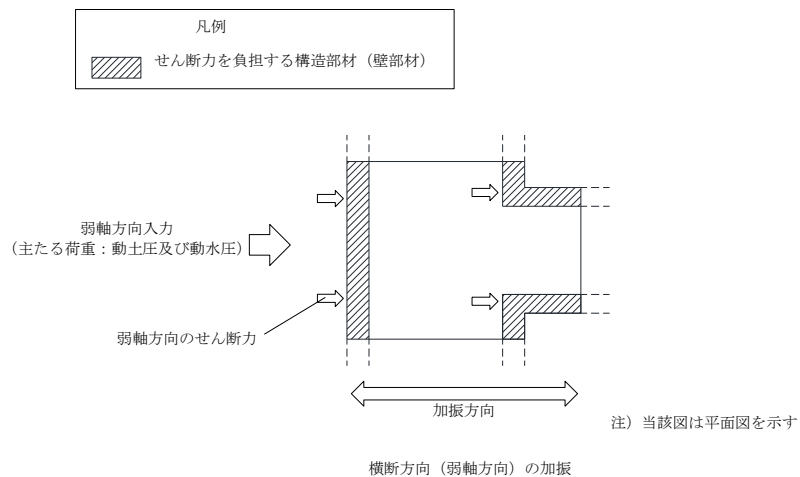 凡例
せん断力を負担する構造部材（壁部材）
弱軸方向入力
（主たる荷重：動土圧及び動水圧）
弱軸方向のせん断力
加振方向
注）当該図は平面図を示す
横断方向（弱軸方向）の加振